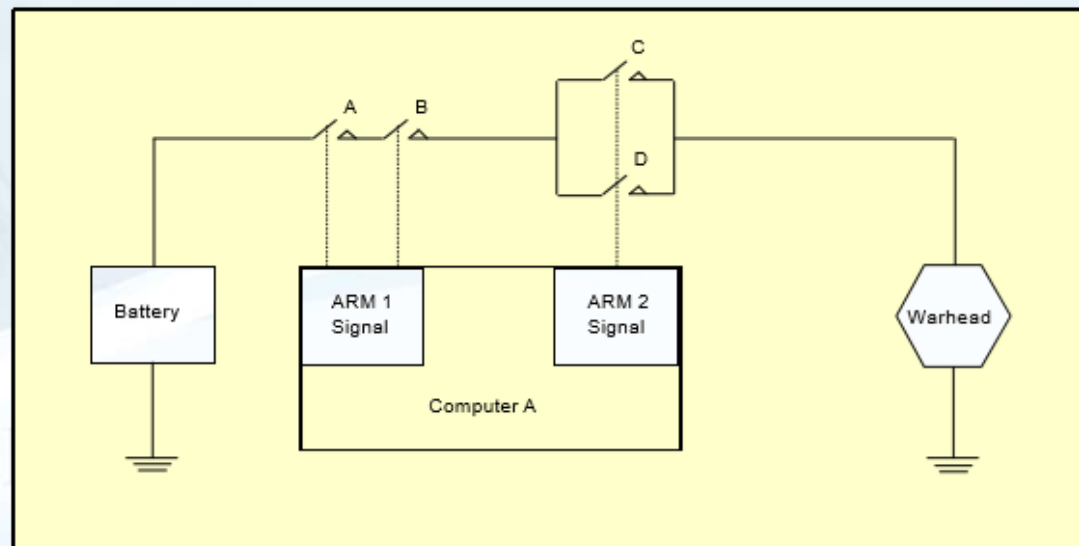 C
A
B
D
Battery
ARM 1
Signal
ARM 2
Signal
Warhead
Computer A